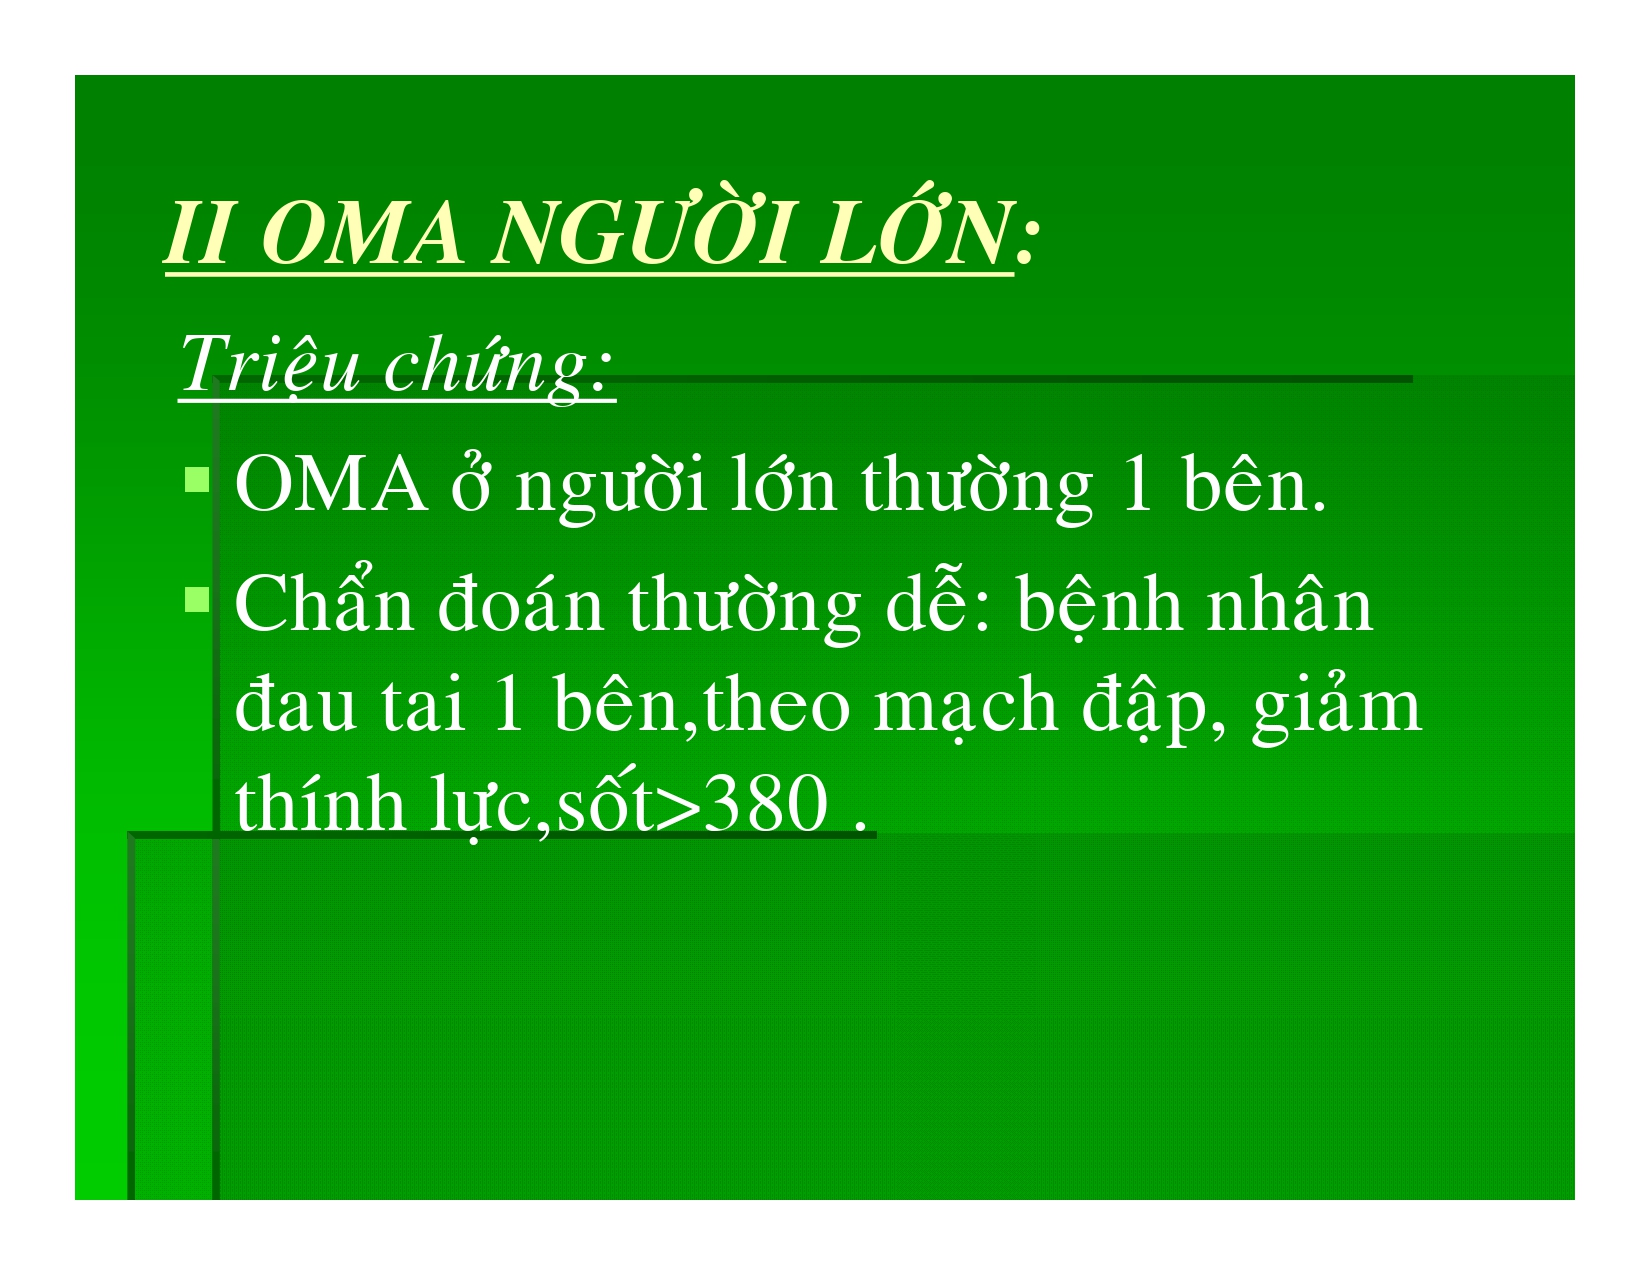 II OMA NGƯỜI LỚN:
Triệu chứng:
OMA ở người lớn thường 1 bên.
Chẩn đoán thường dễ: bệnh nhân
đau tai 1 bên,theo mạch đập, giảm
thính lực,sốt>380 .